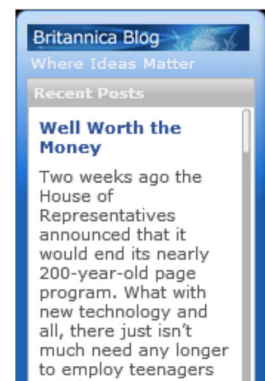 Britannica Blog
Where Ideas Matter
Recent Posts
Well Worth the
Money
Two weeks ago the
House of
Representatives
announced that it
would end its nearly
200-year-old page
program. What with
new technology and
all, there just isn't
much need any longer
to employ teenagers